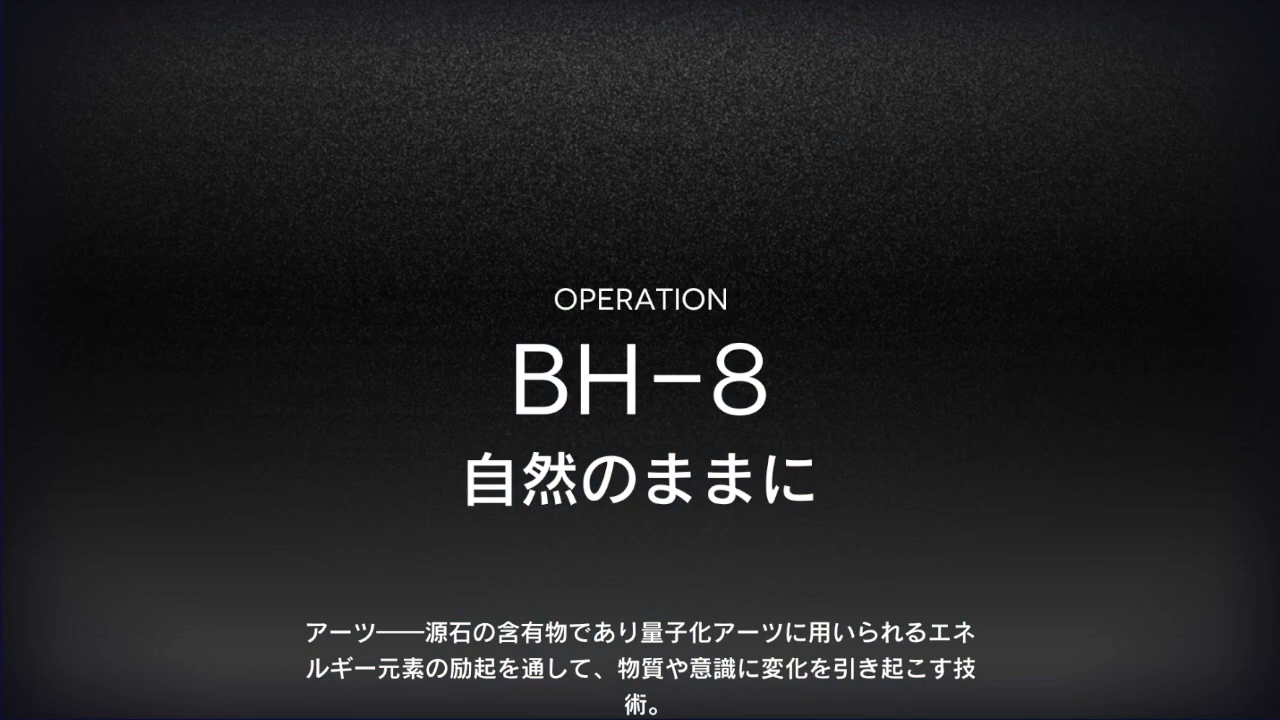 OPERATION
BH-8
自然のままに
アーツ——源石の含有物であり量子化アーツに用いられるエネ
ルギー元素の励起を通して、物質や意識に変化を引き起こす技
術。